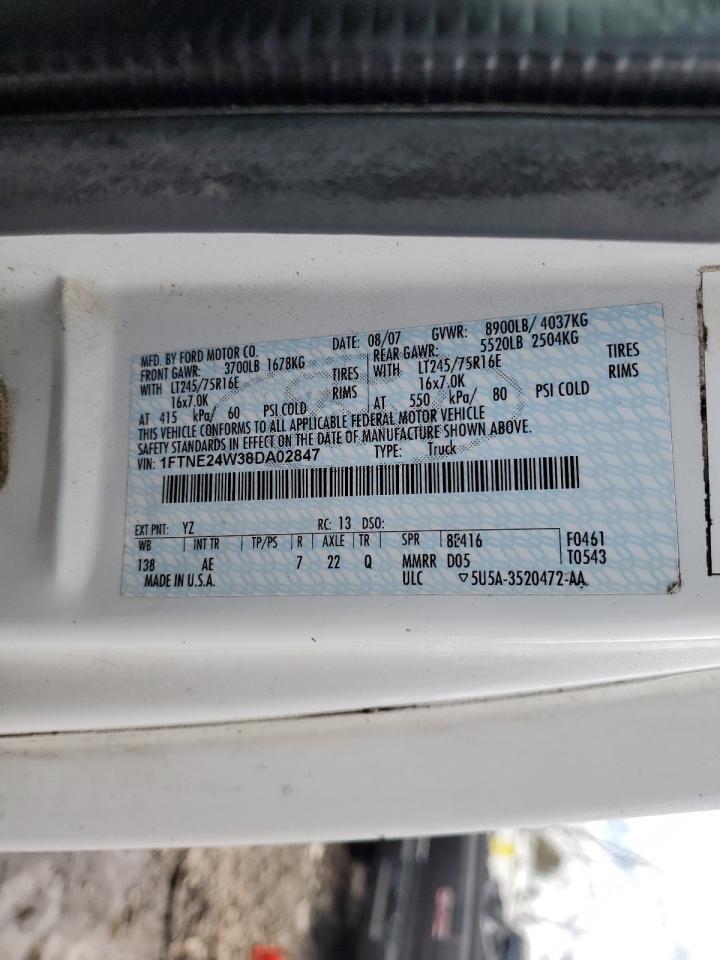 MFD. BY FORD MOTOR CO.
DATE: 08/07 GVWR: 8900LB/ 4037KG
FRONT GAWR: 3700LB 1678KG
REAR GAWR: 5520LB 2504KG
WITH LT245/75R16E TIRES
WITH LT245/75R16E TIRES
16x7.0K RIMS
16x7.0K RIMS
AT 415 kPa/ 60 PSI COLD
AT 550 kPa/ 80 PSI COLD
THIS VEHICLE CONFORMS TO ALL APPLICABLE FEDERAL MOTOR VEHICLE
SAFETY STANDARDS IN EFFECT ON THE DATE OF MANUFACTURE SHOWN ABOVE.
VIN: 1FTNE24W38DA02847 TYPE: Truck
EXT PNT: YZ RC: 13 DSO:
WB INT TR TP/PS R AXLE TR SPR 8E416 F0461
138 AE 7 22 Q MMRR D05 T0543
MADE IN U.S.A. ULC ▽5U5A-3520472-AA